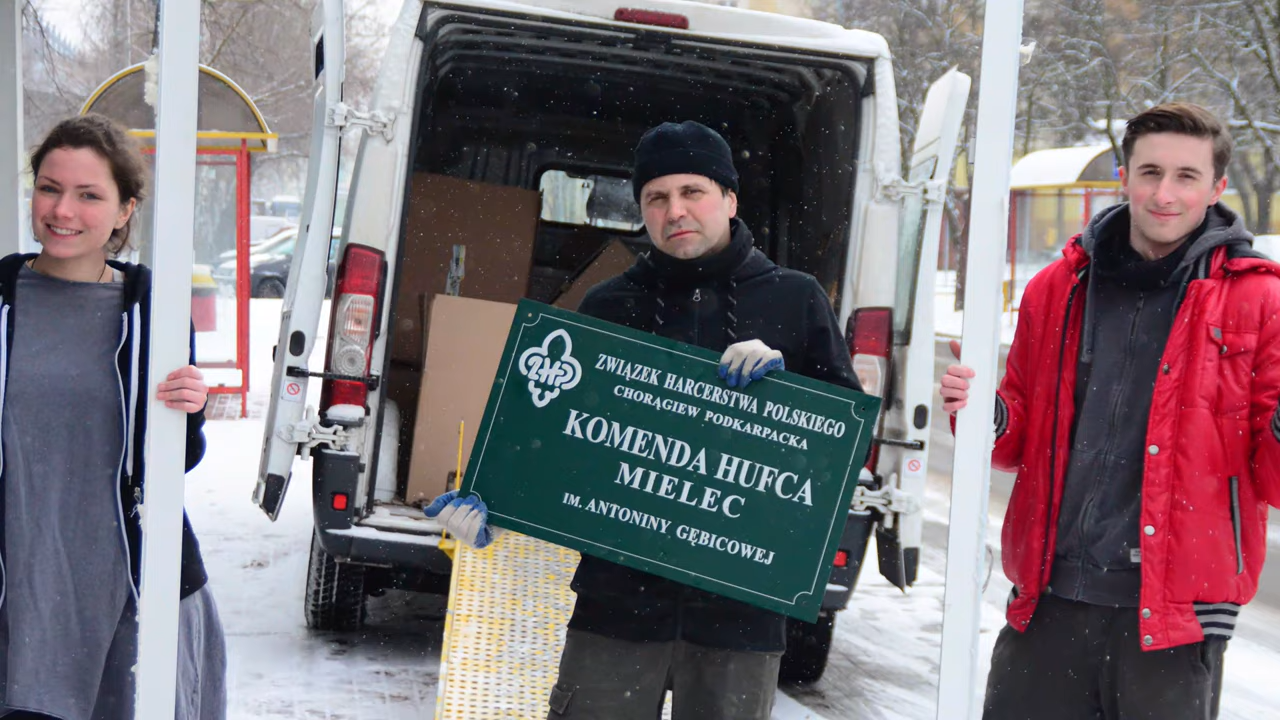 ZHP
ZWIĄZEK HARCERSTWA POLSKIEGO
CHORĄGIEW PODKARPACKA
KOMENDA HUFCA
MIELEC
IM. ANTONINY GĘBICOWEJ